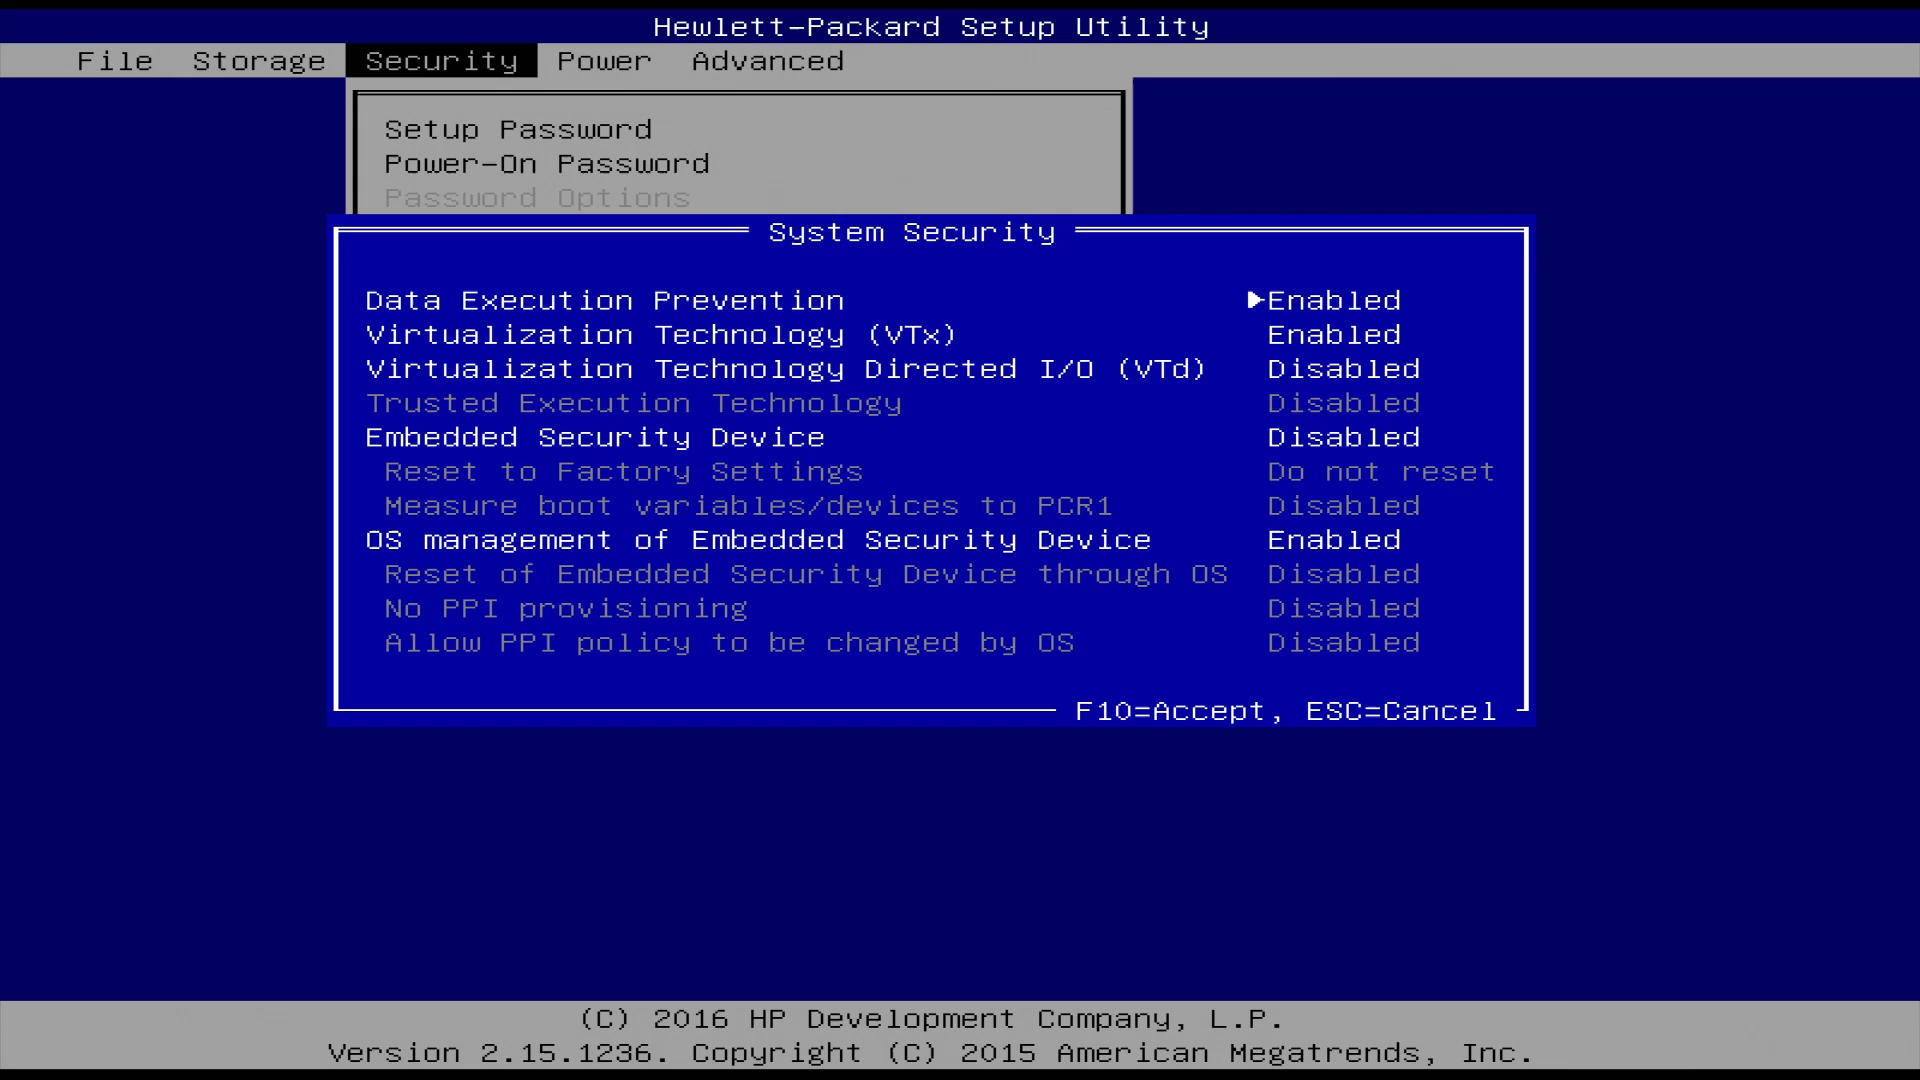 Hewlett-Packard Setup Utility
File Storage Security Power Advanced
Setup Password
Power-On Password
Password Options
System Security
Data Execution Prevention ▶Enabled
Virtualization Technology (VTx) Enabled
Virtualization Technology Directed I/O (VTd) Disabled
Trusted Execution Technology Disabled
Embedded Security Device Disabled
Reset to Factory Settings Do not reset
Measure boot variables/devices to PCR1 Disabled
OS management of Embedded Security Device Enabled
Reset of Embedded Security Device through OS Disabled
No PPI provisioning Disabled
Allow PPI policy to be changed by OS Disabled
F10=Accept, ESC=Cancel
(C) 2016 HP Development Company, L.P.
Version 2.15.1236. Copyright (C) 2015 American Megatrends, Inc.